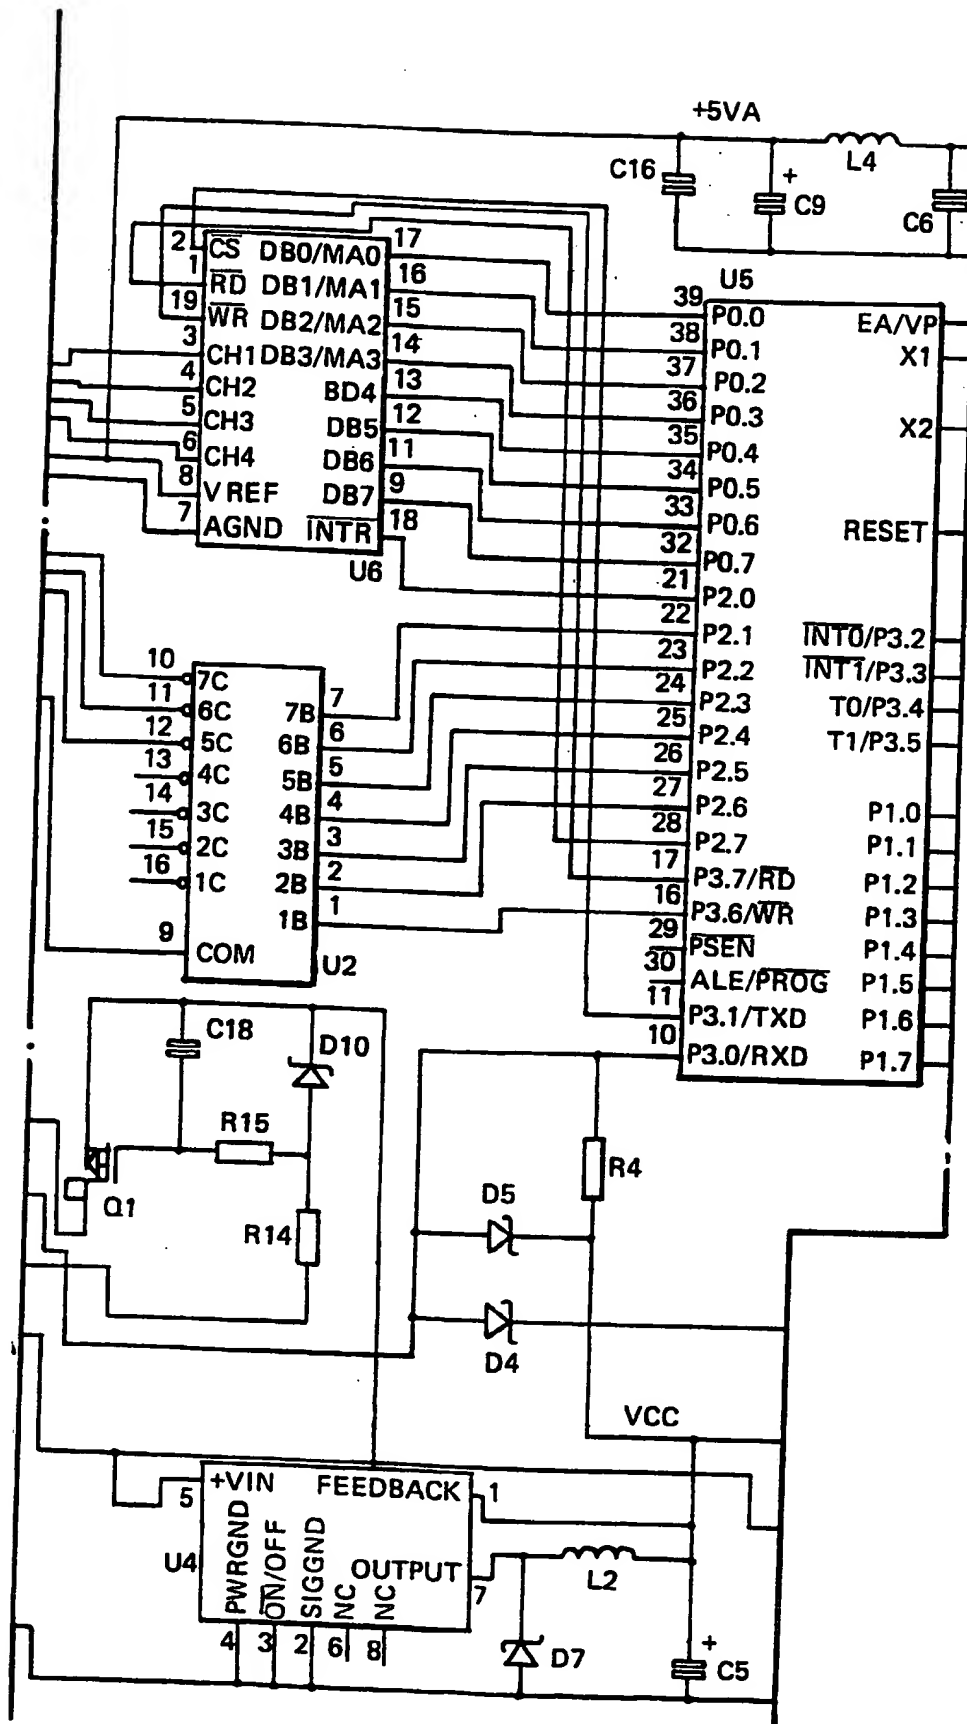 +5VA
C16
C9
+
L4
C6
U5
2 CS DB0/MA0 17
1 RD DB1/MA1 16
19 WR DB2/MA2 15
3 CH1 DB3/MA3 14
4 CH2 BD4 13
5 CH3 DB5 12
6 CH4 DB6 11
8 VREF DB7 9
7 AGND INTR 18
U6
39 P0.0 EA/VP
38 P0.1 X1
37 P0.2
36 P0.3 X2
35 P0.4
34 P0.5
33 P0.6 RESET
32 P0.7
21 P2.0
22 P2.1 INT0/P3.2
23 P2.2 INT1/P3.3
24 P2.3 T0/P3.4
25 P2.4 T1/P3.5
26 P2.5
27 P2.6 P1.0
28 P2.7 P1.1
17 P3.7/RD P1.2
16 P3.6/WR P1.3
29 PSEN P1.4
30 ALE/PROG P1.5
11 P3.1/TXD P1.6
10 P3.0/RXD P1.7
10 7C 7B 7
11 6C 6B 6
12 5C 5B 5
13 4C 4B 4
14 3C 3B 3
15 2C 2B 2
16 1C 1B 1
9 COM
U2
C18
D10
R15
Q1
R14
R4
D5
D4
VCC
+VIN FEEDBACK 1
5
U4
PWRGND
ON/OFF
SIGGND
NC
NC
OUTPUT
7
4 3 2 6 8
L2
D7
+
C5